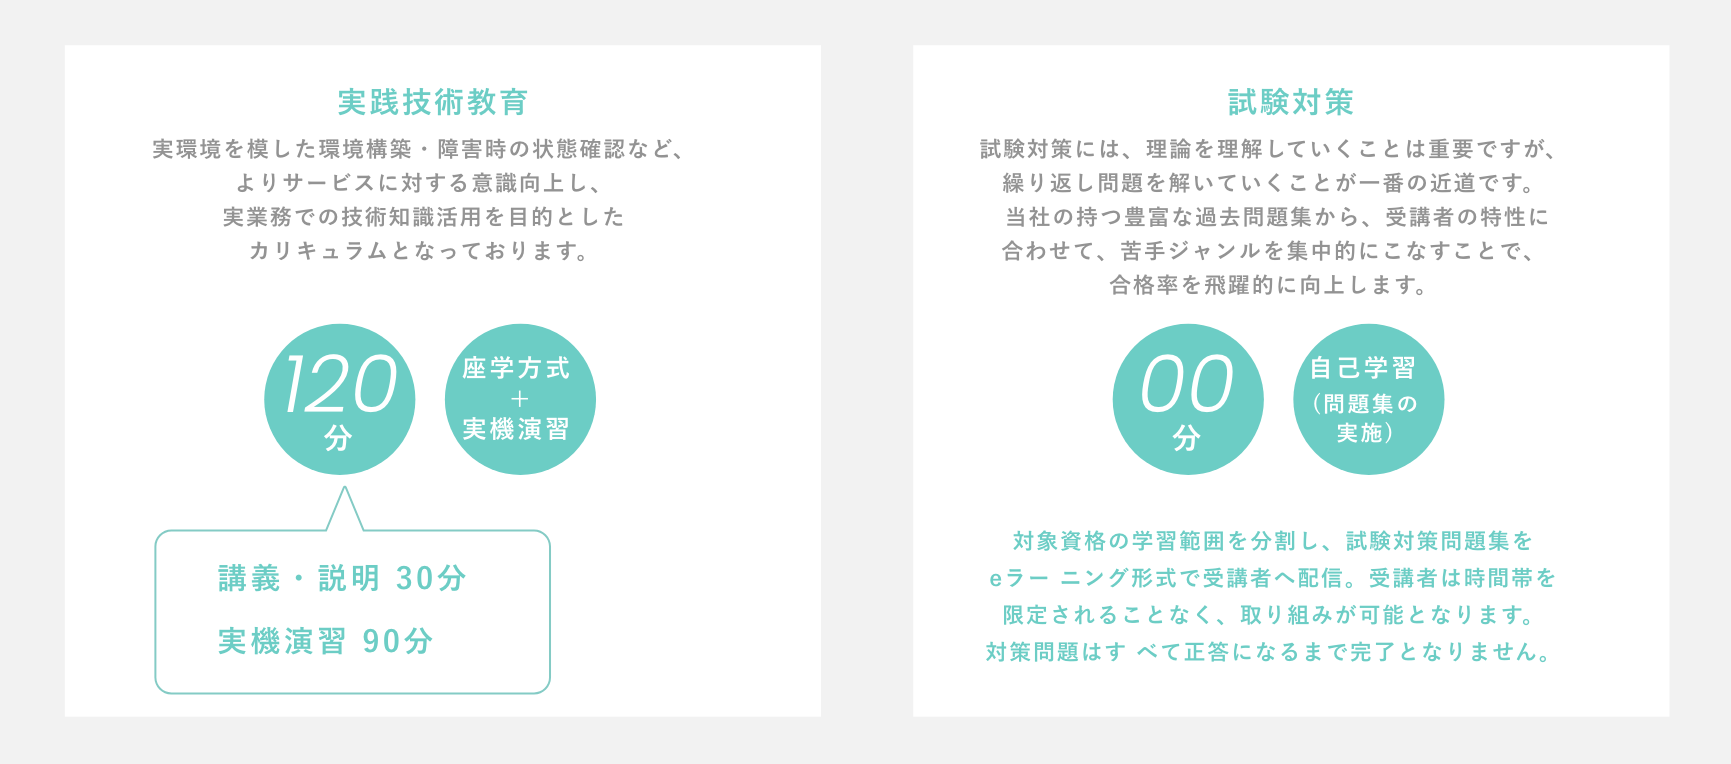 実践技術教育
実環境を模した環境構築・障害時の状態確認など、
よりサービスに対する意識向上し、
実業務での技術知識活用を目的とした
カリキュラムとなっております。
120
分
座学方式
+
実機演習
講義・説明 30分
実機演習 90分
試験対策
試験対策には、理論を理解していくことは重要ですが、
繰り返し問題を解いていくことが一番の近道です。
当社の持つ豊富な過去問題集から、受講者の特性に
合わせて、苦手ジャンルを集中的にこなすことで、
合格率を飛躍的に向上します。
00
分
自己学習
（問題集の
実施）
対象資格の学習範囲を分割し、試験対策問題集を
eラー ニング形式で受講者へ配信。受講者は時間帯を
限定されることなく、取り組みが可能となります。
対策問題はす べて正答になるまで完了となりません。